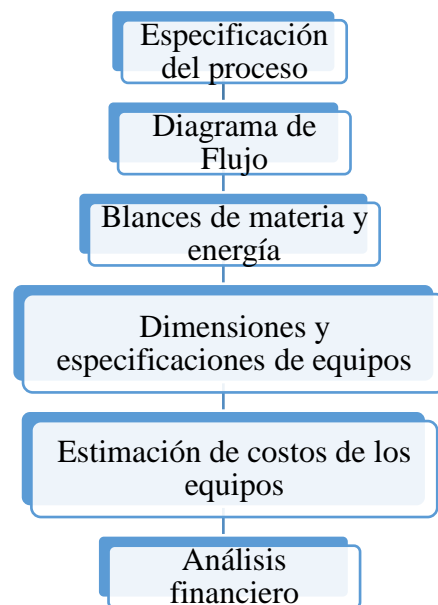 Especificación
del proceso
Diagrama de
Flujo
Blances de materia y
energía
Dimensiones y
especificaciones de equipos
Estimación de costos de los
equipos
Análisis
financiero